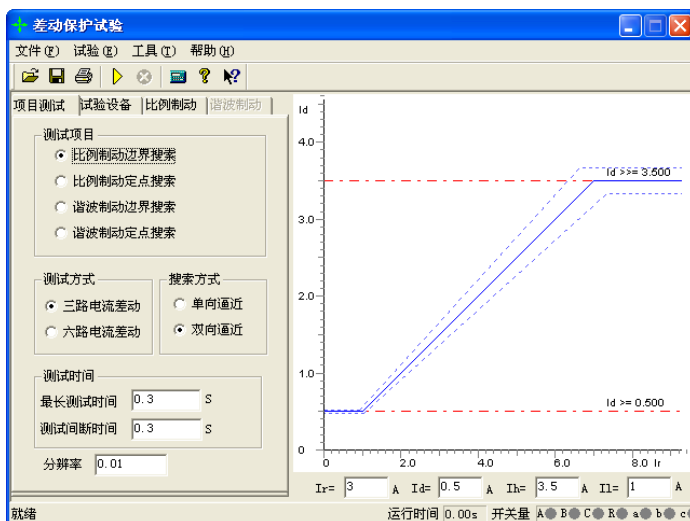 差动保护试验
文件(F) 试验(E) 工具(T) 帮助(H)
项目测试 试验设备 比例制动 谐波制动
测试项目
比例制动边界搜索
比例制动定点搜索
谐波制动边界搜索
谐波制动定点搜索
测试方式
三路电流差动
六路电流差动
搜索方式
单向逼近
双向逼近
测试时间
最长测试时间 0.3 S
测试间断时间 0.3 S
分辨率 0.01
Id
4.0
Id >>= 3.500
3.0
2.0
1.0
Id >= 0.500
0
0 2.0 4.0 6.0 8.0 Ir
Ir= 3 A Id= 0.5 A Ih= 3.5 A Il= 1 A
就绪 运行时间 0.00s 开关量 A B C R a b c